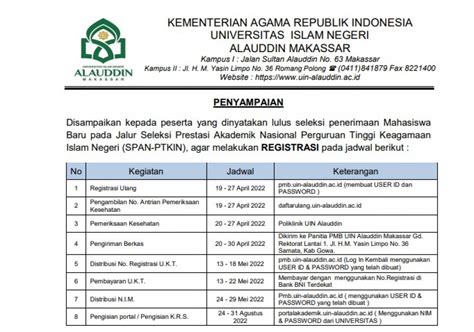 KEMENTERIAN AGAMA REPUBLIK INDONESIA
UNIVERSITAS ISLAM NEGERI
ALAUDDIN MAKASSAR
Kampus I : Jalan Sultan Alauddin No. 63 Makassar
Kampus II : Jl. H. M. Yasin Limpo No. 36 Romang Polong ☎ (0411)841879 Fax 8221400
Website : https://www.uin-alauddin.ac.id
ALAUDDIN
MAKASSAR
PENYAMPAIAN
Disampaikan kepada peserta yang dinyatakan lulus seleksi penerimaan Mahasiswa
Baru pada Jalur Seleksi Prestasi Akademik Nasional Perguruan Tinggi Keagamaan
Islam Negeri (SPAN-PTKIN), agar melakukan REGISTRASI pada jadwal berikut :
No Kegiatan Jadwal Keterangan
1 Registrasi Ulang 19 - 27 April 2022 pmb.uin-alauddin.ac.id (membuat USER ID dan
PASSWORD )
2 Pengambilan No. Antrian Pemeriksaan
Kesehatan 19 - 27 April 2022 daftarulang.uin-alauddin.ac.id
3 Pemeriksaan Kesehatan 20 - 27 April 2022 Poliklinik UIN Alauddin
4 Penginman Berkas 20 - 30 April 2022 Dikirim ke Panitia PMB UIN Alauddin Makassar Gd.
Rektorat Lantai 1, Jl. H.M. Yasin Limpo No. 36
Samata, Kab Gowa.
5 Distribusi No. Registrasi U.K.T. 13 - 18 Mei 2022 pmb.uin-alauddin.ac.id (Log In Kembali menggunakan
USER ID & PASSWORD yang telah dibuat )
6 Pembayaran U.K.T. 13 - 22 Mei 2022 Membayar dengan menggunakan No.Registrasi di
Bank BNI Terdekat
7 Distribusi N.I.M. 24 - 29 Mei 2022 pmb.uin-alauddin.ac.id (menggunakan USER ID &
PASSWORD yang telah dibuat)
8 Pengisian portal / Pengisian K.R.S. 24 - 31 Agustus
2022 portalakademik.uin-alauddin.ac.id (menggunakan NIM
& PASSWORD dari UNIVERSITAS )